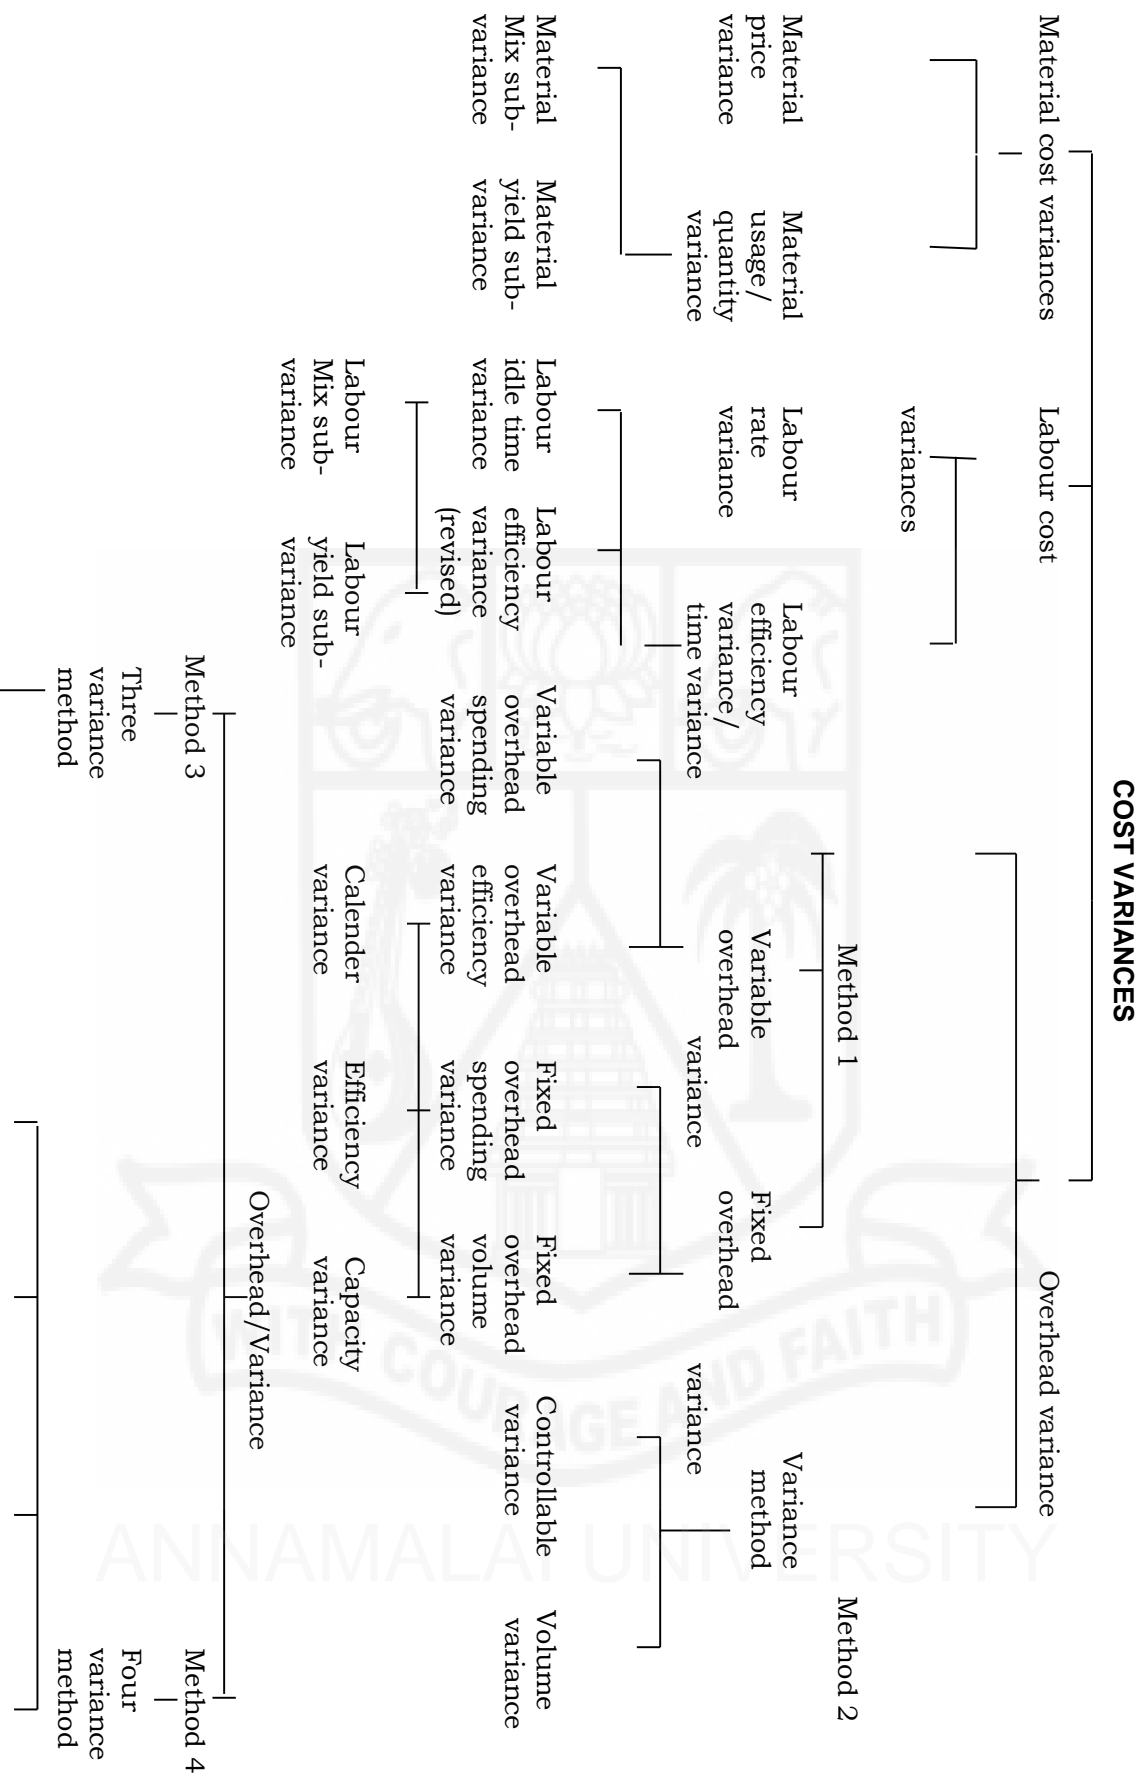 COST VARIANCES
Material cost variances
Labour cost
variances
Overhead variance
Method 1
Method 2
Material
price
variance
Material
usage/
quantity
variance
Labour
rate
variance
Labour
efficiency
variance/
time variance
Variable
overhead
variance
Fixed
overhead
variance
Variance
method
Material
Mix sub-
variance
Material
yield sub-
variance
Labour
idle time
variance
Labour
efficiency
variance
(revised)
Variable
overhead
spending
variance
Variable
overhead
efficiency
variance
Fixed
overhead
spending
variance
Fixed
overhead
volume
variance
Controllable
variance
Volume
variance
Labour
Mix sub-
variance
Labour
yield sub-
variance
Calender
variance
Efficiency
variance
Capacity
variance
Overhead/Variance
Method 3
Three
variance
method
Method 4
Four
variance
method
WITH COURAGE AND FAITH
ANNAMALAI UNIVERSITY